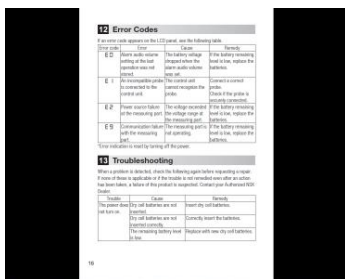 12 Error Codes
If an error code appears on the LCD panel, see the following table.
Error code Error Cause Remedy
E 0 Alarm audio volume The battery voltage If the battery remaining
setting at the last dropped when the level is low, replace the
operation was not alarm audio volume batteries.
stored. was set.
E 1 An incompatible probe The control unit Connect a correct
is connected to the cannot recognize the probe.
control unit. probe. Check if the probe is
securely connected.
E 2 Power source failure The voltage exceeded If the battery remaining
at the measuring part. the voltage range at level is low, replace the
the measuring part. batteries.
E 9 Communication failure The measuring part is If the battery remaining
with the measuring not operating. level is low, replace the
part. batteries.
*Error indication is reset by turning off the power.
13 Troubleshooting
When a problem is detected, check the following again before requesting a repair.
If none of these is applicable or if the trouble is not remedied even after an action
has been taken, a failure of this product is suspected. Contact your Authorized NSK
Dealer.
Trouble Cause Remedy
The power does Dry cell batteries are not Insert dry cell batteries.
not turn on. inserted.
Dry cell batteries are not Correctly insert the batteries.
inserted correctly.
The remaining battery level Replace with new dry cell batteries.
is low.
16